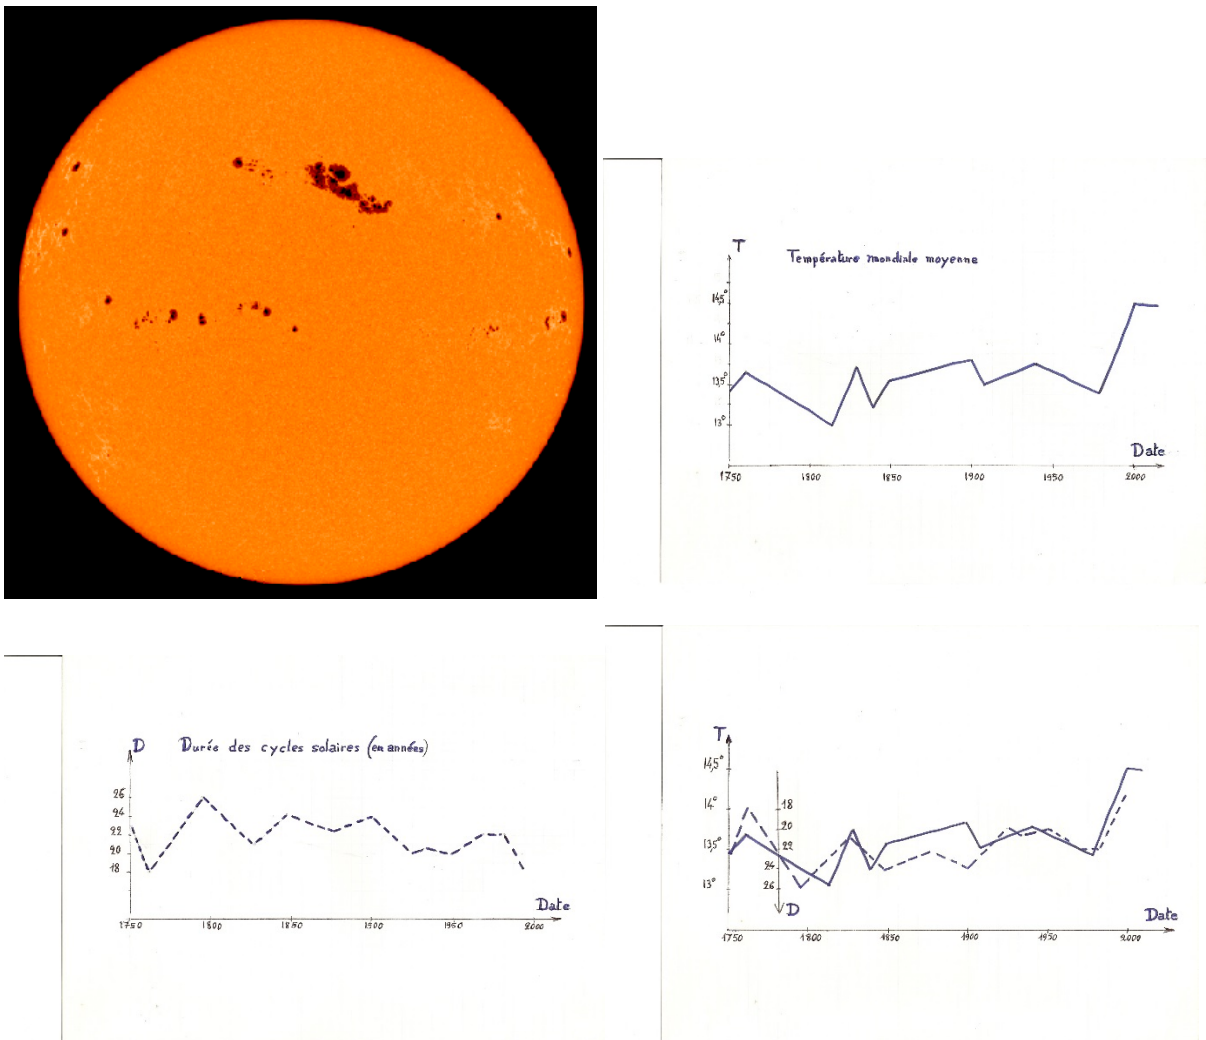 T
Température mondiale moyenne
14,5°
14°
13,5°
13°
Date
1750 1800 1850 1900 1950 2000
D Durée des cycles solaires (en années)
26
24
22
20
18
Date
1750 1800 1850 1900 1950 2000
T
14,5°
14°
13,5°
13°
18
20
22
24
26
D
Date
1750 1800 1850 1900 1950 2000